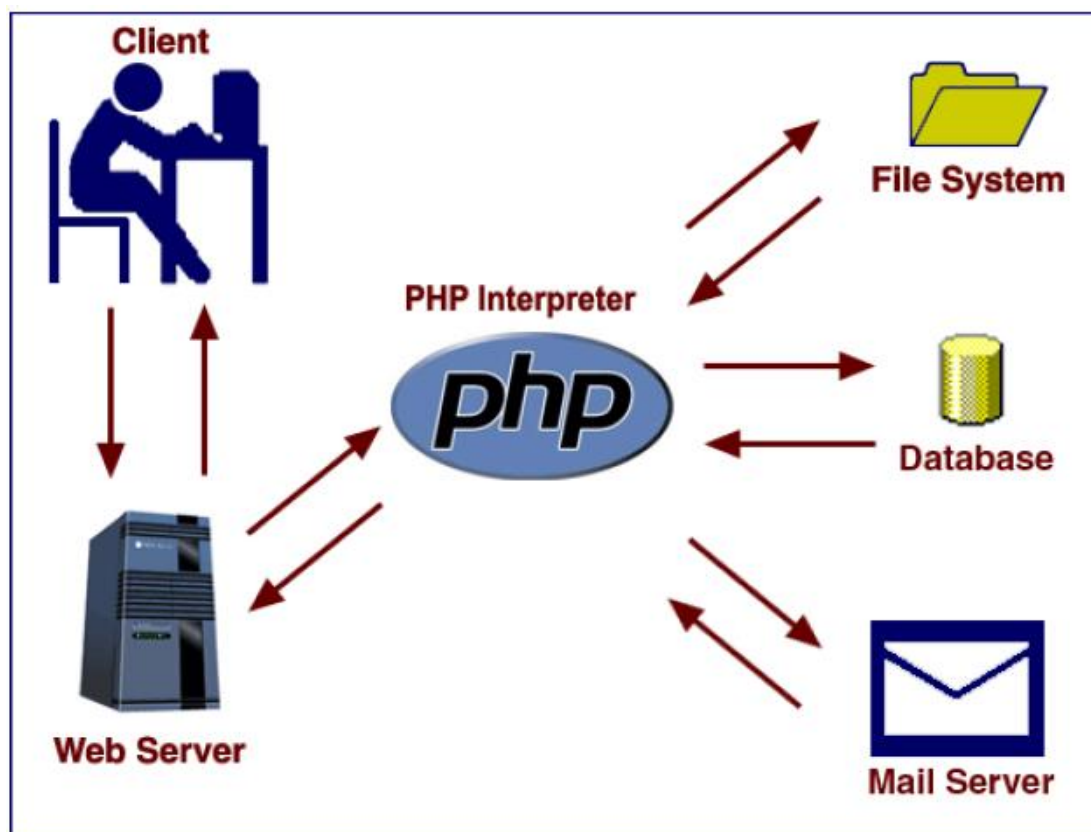 Client
File System
PHP Interpreter
php
Database
Web Server
Mail Server